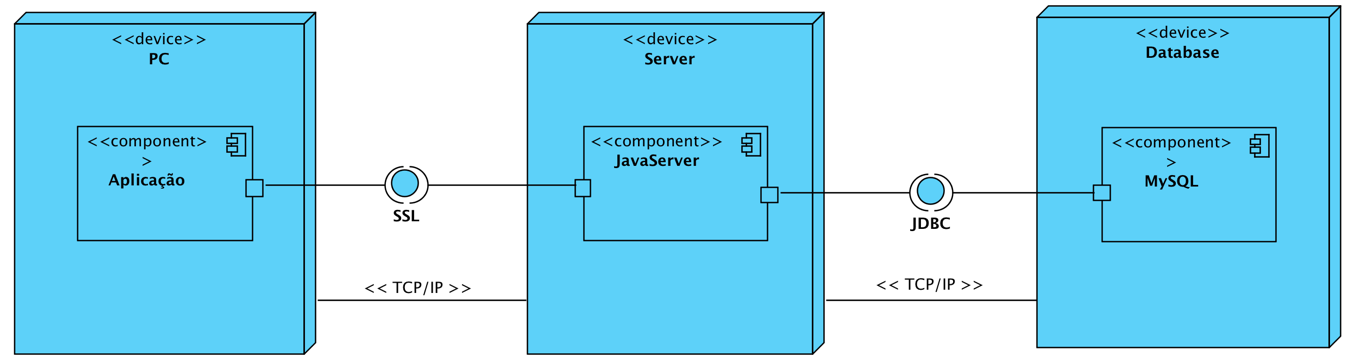 <<device>>
PC
<<component>
>
Aplicação
SSL
<< TCP/IP >>
<<device>>
Server
<<component>>
JavaServer
JDBC
<< TCP/IP >>
<<device>>
Database
<<component>
>
MySQL